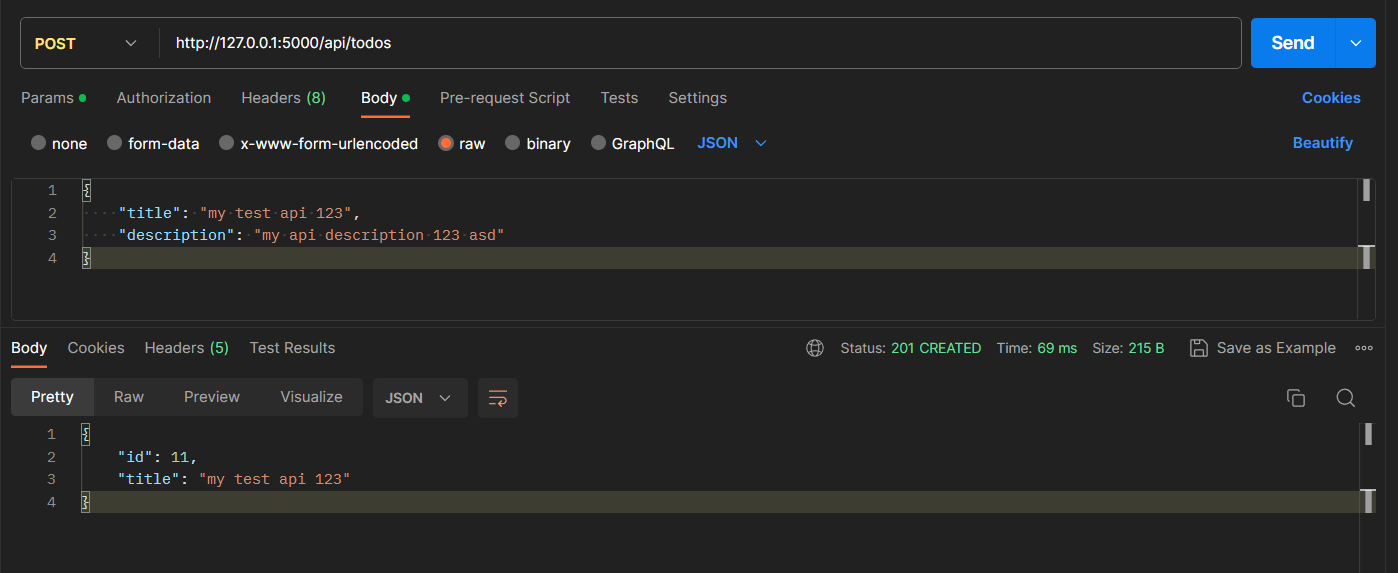 POST http://127.0.0.1:5000/api/todos Send
Params Authorization Headers (8) Body Pre-request Script Tests Settings Cookies
none form-data x-www-form-urlencoded raw binary GraphQL JSON Beautify
1 {
2 "title": "my test api 123",
3 "description": "my api description 123 asd"
4 }
Body Cookies Headers (5) Test Results Status: 201 CREATED Time: 69 ms Size: 215 B Save as Example
Pretty Raw Preview Visualize JSON
1 {
2 "id": 11,
3 "title": "my test api 123"
4 }